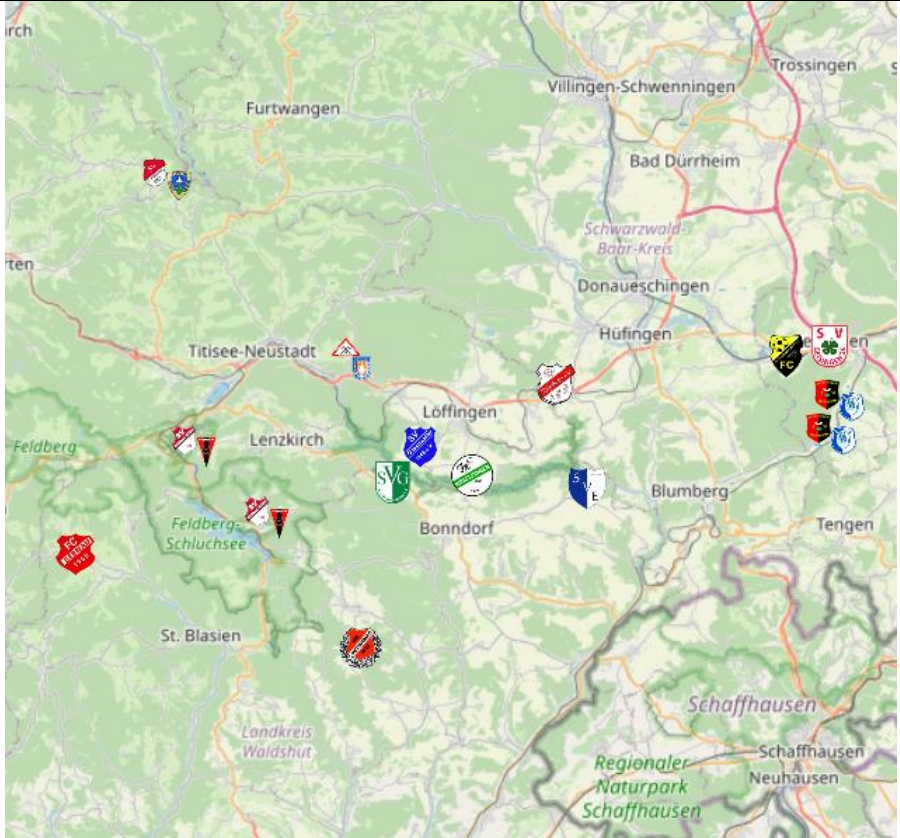 irch
Trossingen
Villingen-Schwenningen
Furtwangen
Bad Dürrheim
Schwarzwald-
Baar-Kreis
rten
Donaueschingen
Hüfingen
S V
FC
Titisee-Neustadt
Löffingen
Lenzkirch
Feldberg
SVG
S V E
Blumberg
Bonndorf
Tengen
Feldberg-
Schluchsee
FC
St. Blasien
Schaffhausen
Landkreis
Waldshut
Schaffhausen
Regionaler
Naturpark
Schaffhausen
Neuhausen